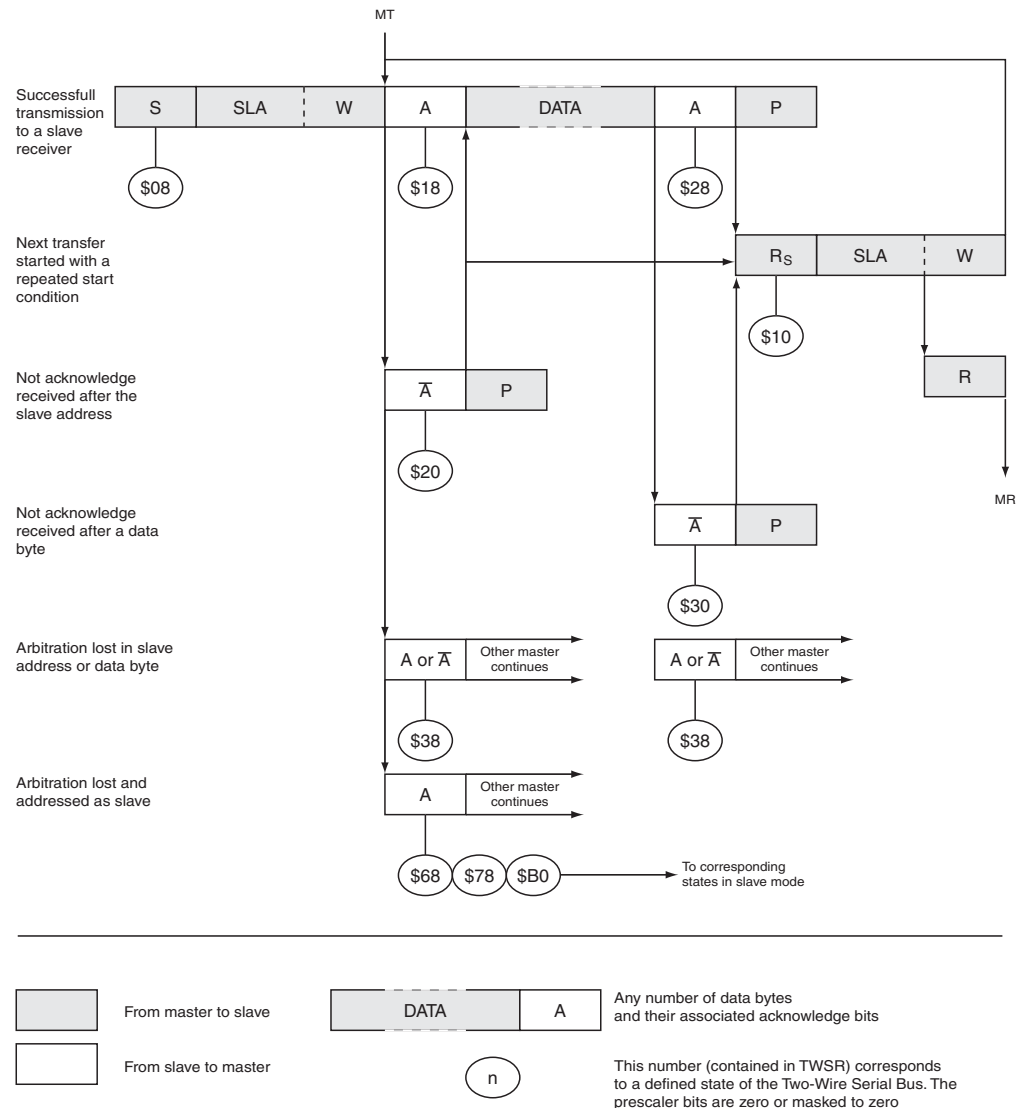 MT
Successfull
transmission
to a slave
receiver
S
SLA
W
A
DATA
A
P
$08
$18
$28
Next transfer
started with a
repeated start
condition
RS
SLA
W
$10
Not acknowledge
received after the
slave address
A̅
P
R
$20
MR
Not acknowledge
received after a data
byte
A̅
P
$30
Arbitration lost in slave
address or data byte
A or A̅
Other master
continues
A or A̅
Other master
continues
$38
$38
Arbitration lost and
addressed as slave
A
Other master
continues
$68
$78
$B0
To corresponding
states in slave mode
From master to slave
DATA
A
Any number of data bytes
and their associated acknowledge bits
From slave to master
n
This number (contained in TWSR) corresponds
to a defined state of the Two-Wire Serial Bus. The
prescaler bits are zero or masked to zero